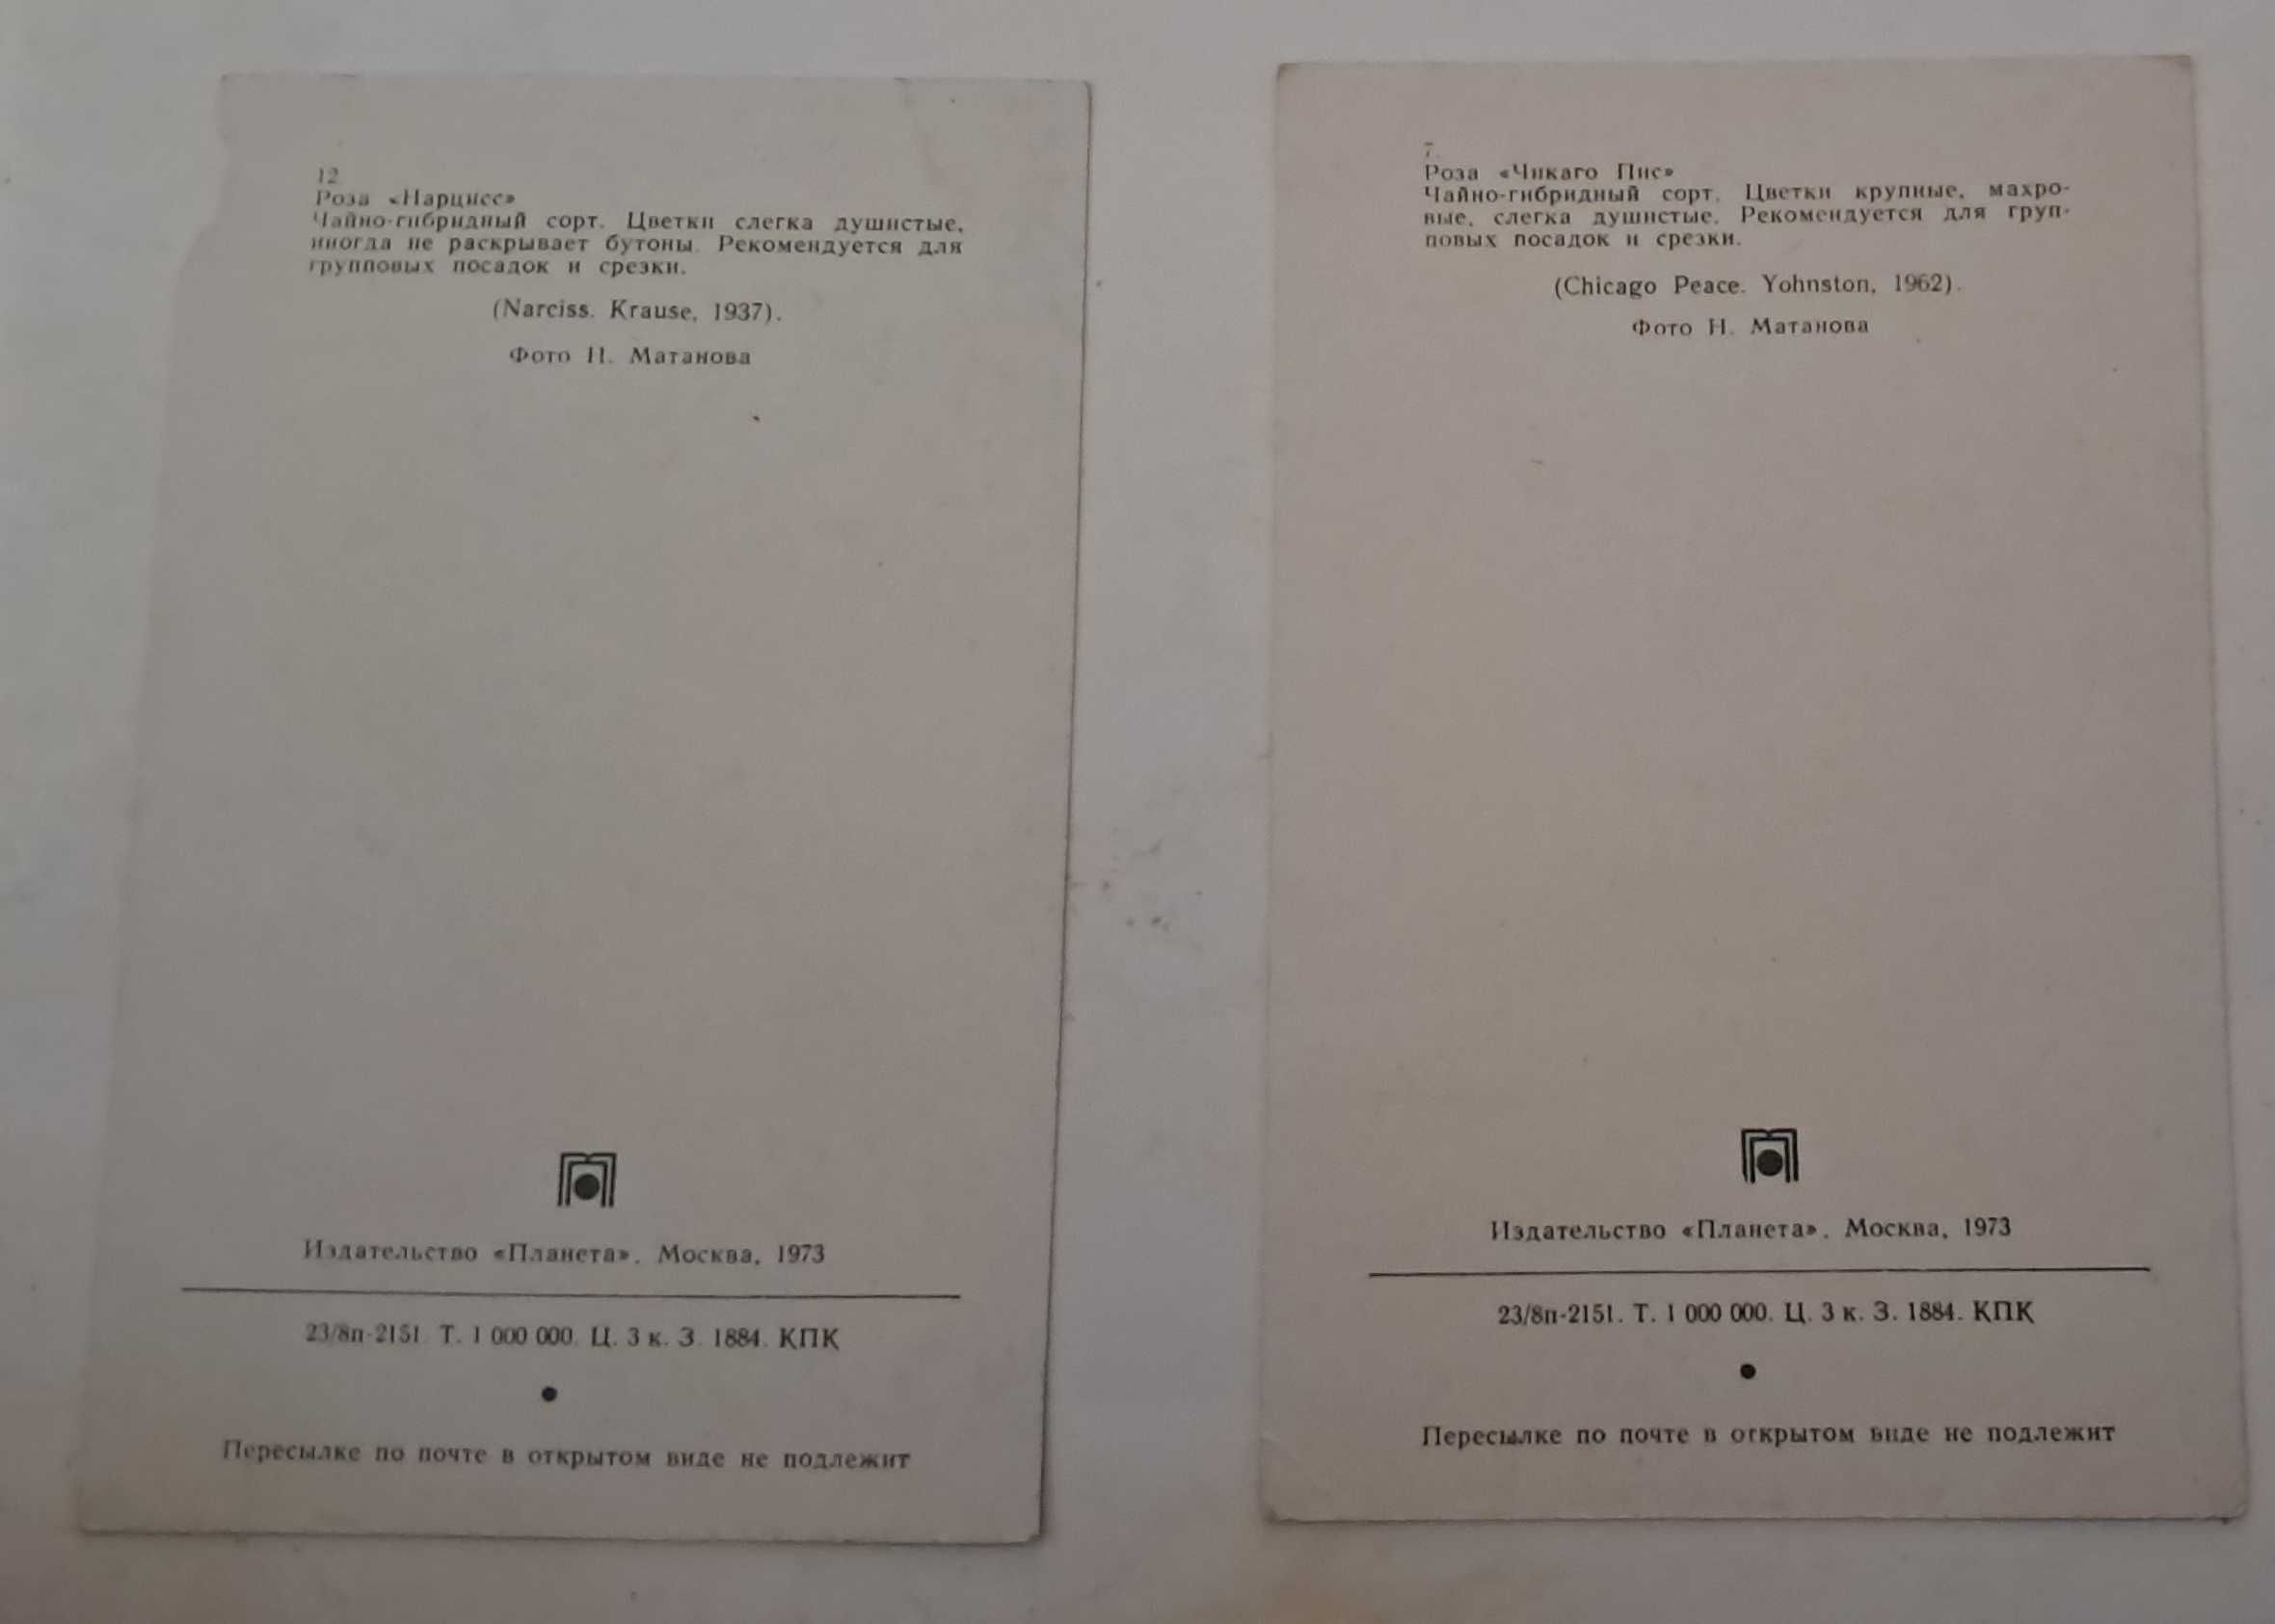 12
Роза «Нарцисс»
Чайно-гибридный сорт. Цветки слегка душистые,
иногда не раскрывает бутоны. Рекомендуется для
групповых посадок и срезки.
(Narciss. Krause, 1937).
Фото Н. Матанова
Издательство «Планета». Москва, 1973
23/8п-2151. Т. 1 000 000. Ц. 3 к. З. 1884. КПК
Пересылке по почте в открытом виде не подлежит
7.
Роза «Чикаго Пис»
Чайно-гибридный сорт. Цветки крупные, махро-
вые, слегка душистые. Рекомендуется для груп-
повых посадок и срезки.
(Chicago Peace. Yohnston, 1962).
Фото Н. Матанова
Издательство «Планета». Москва, 1973
23/8п-2151. Т. 1 000 000. Ц. 3 к. З. 1884. КПК
Пересылке по почте в открытом виде не подлежит